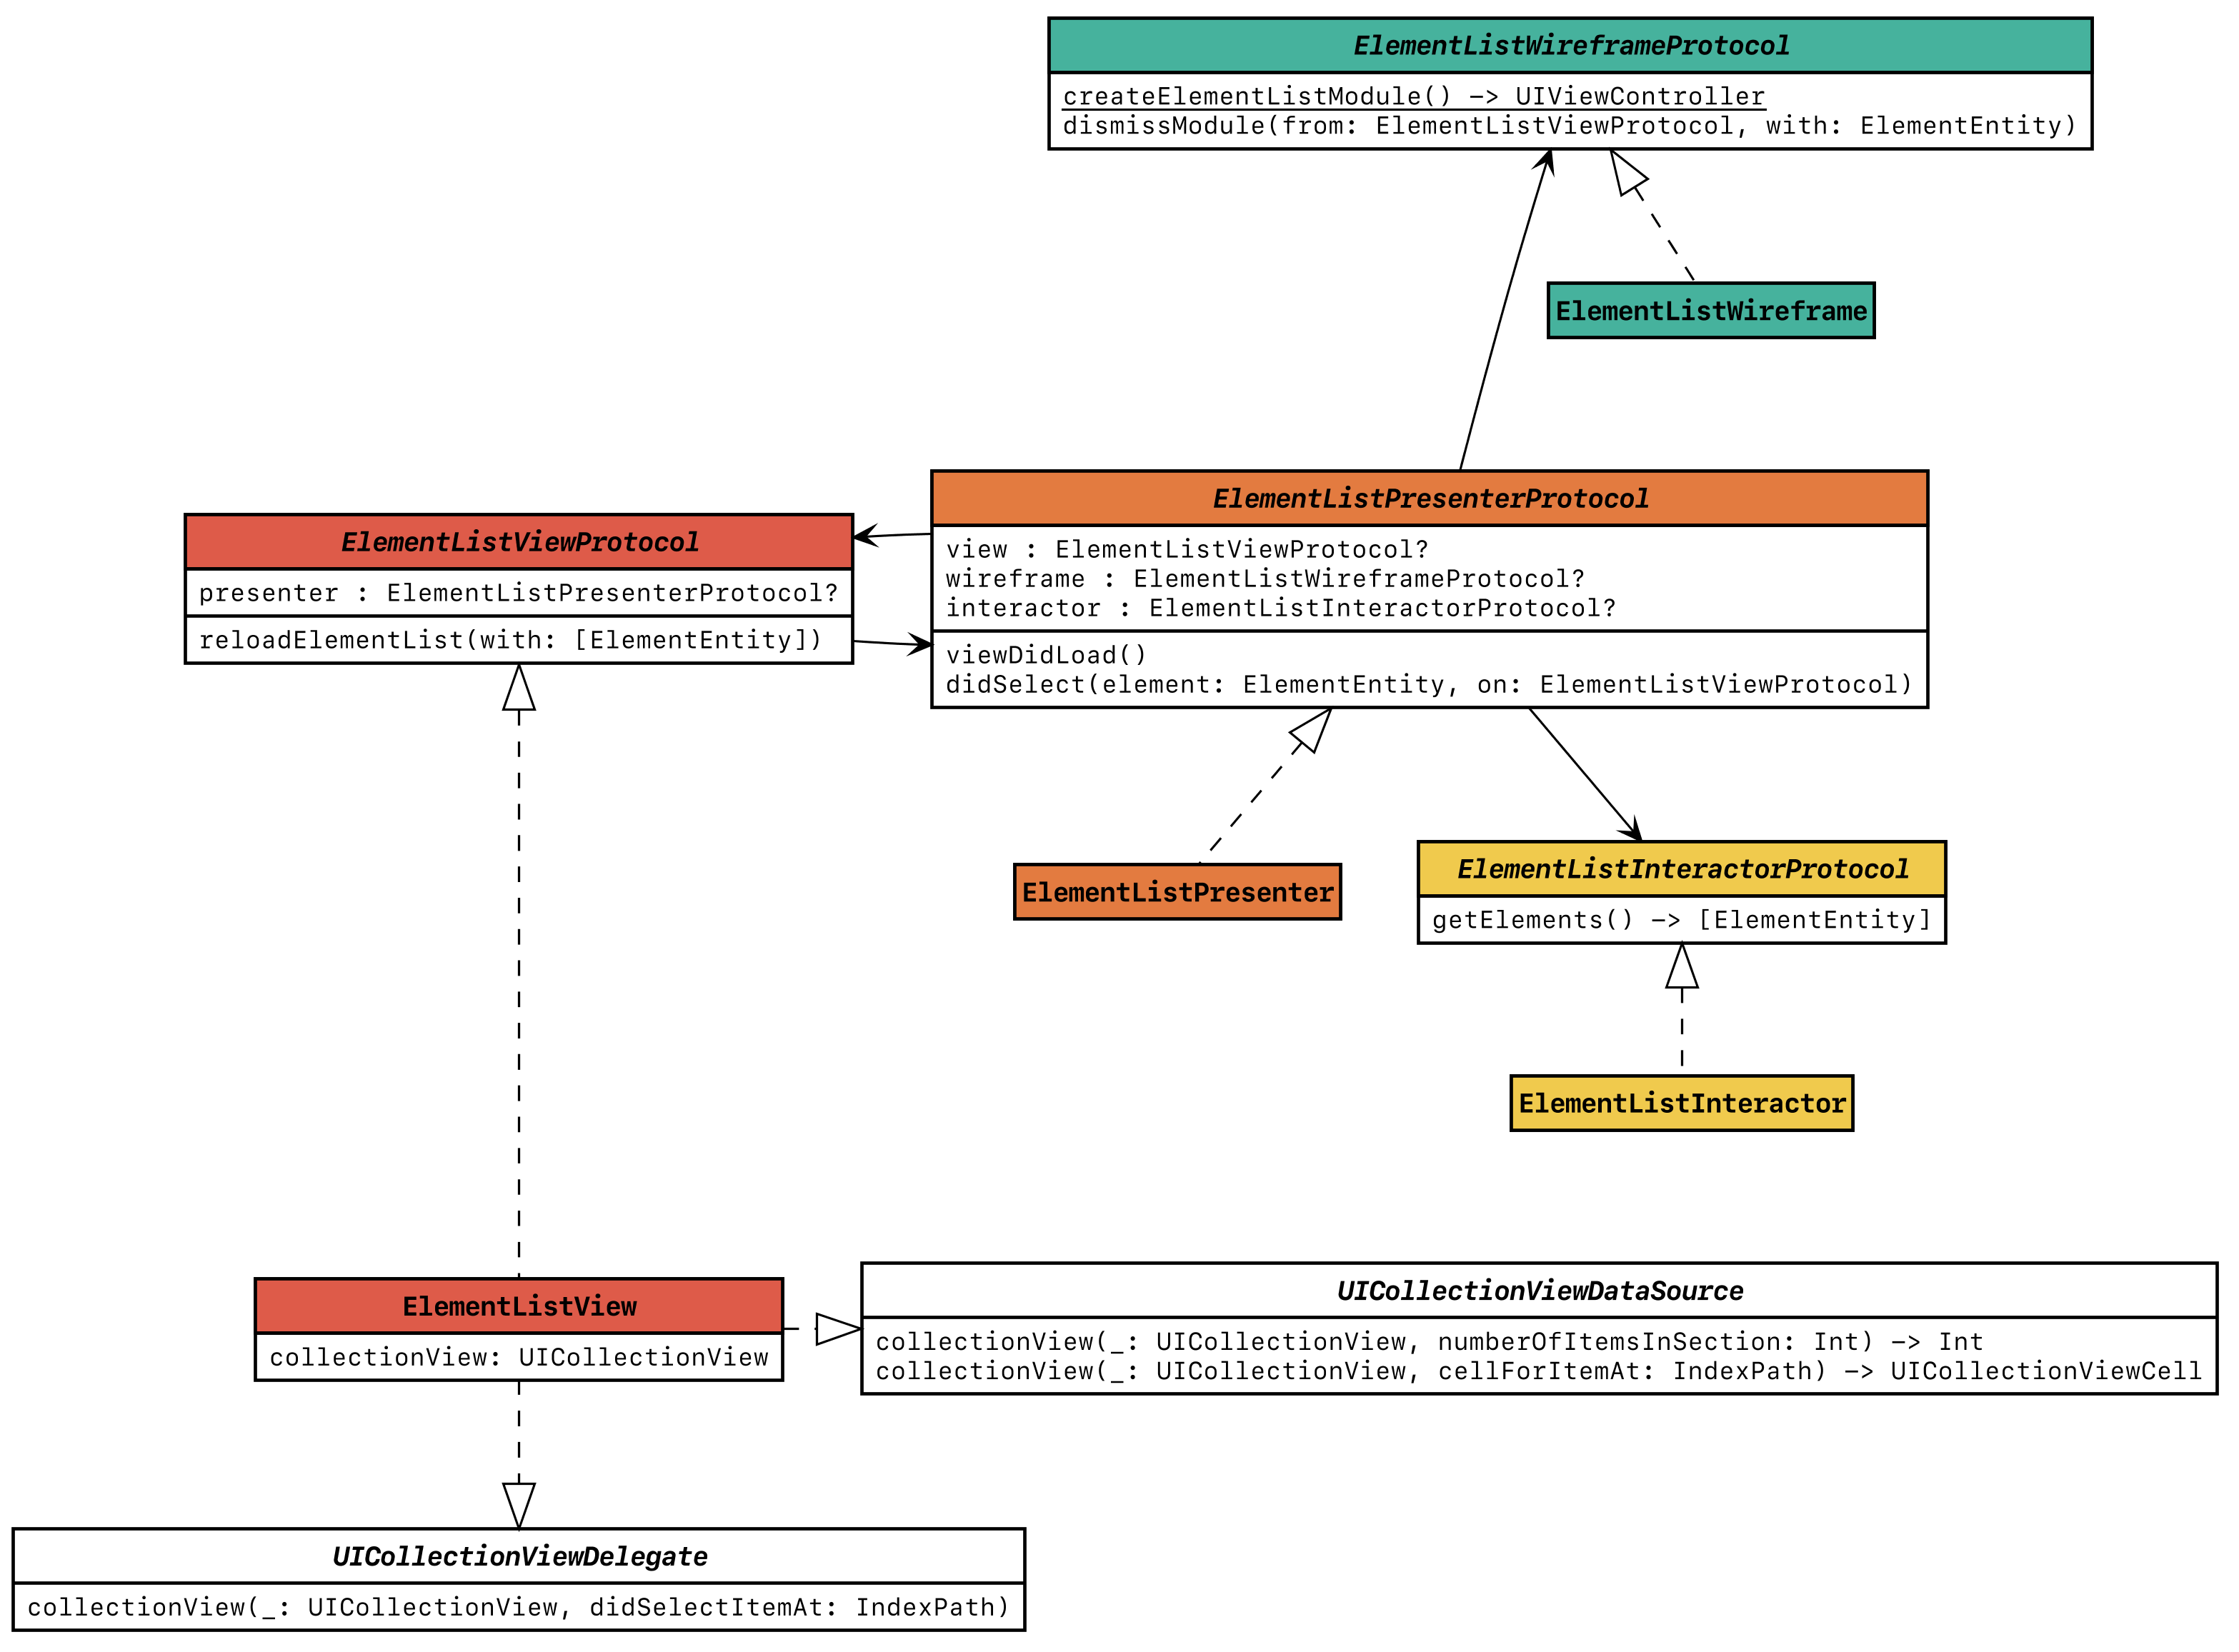 ElementListWireframeProtocol
createElementListModule() -> UIViewController
dismissModule(from: ElementListViewProtocol, with: ElementEntity)
ElementListWireframe
ElementListPresenterProtocol
view : ElementListViewProtocol?
wireframe : ElementListWireframeProtocol?
interactor : ElementListInteractorProtocol?
viewDidLoad()
didSelect(element: ElementEntity, on: ElementListViewProtocol)
ElementListViewProtocol
presenter : ElementListPresenterProtocol?
reloadElementList(with: [ElementEntity])
ElementListPresenter
ElementListInteractorProtocol
getElements() -> [ElementEntity]
ElementListInteractor
ElementListView
collectionView: UICollectionView
UICollectionViewDataSource
collectionView(_: UICollectionView, numberOfItemsInSection: Int) -> Int
collectionView(_: UICollectionView, cellForItemAt: IndexPath) -> UICollectionViewCell
UICollectionViewDelegate
collectionView(_: UICollectionView, didSelectItemAt: IndexPath)